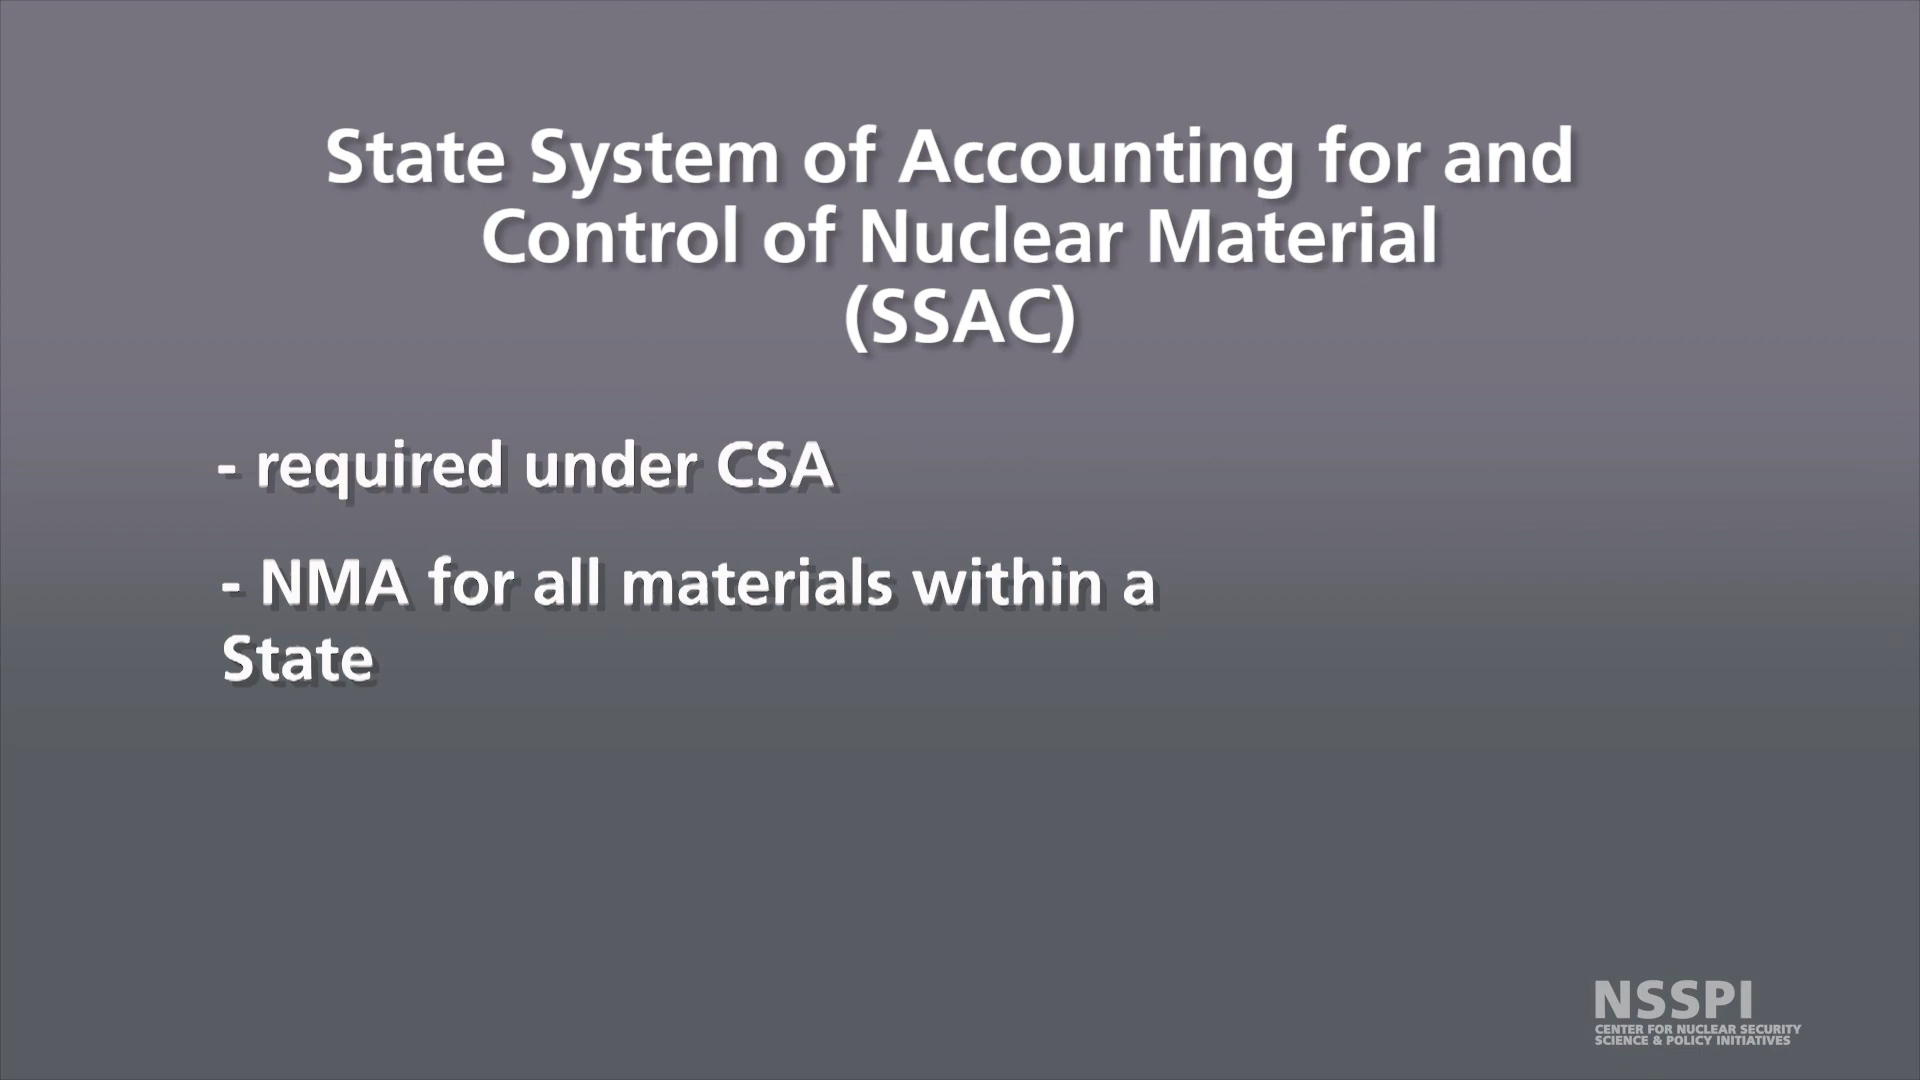 State System of Accounting for and
Control of Nuclear Material
(SSAC)
- required under CSA
- NMA for all materials within a
State
NSSPI
CENTER FOR NUCLEAR SECURITY
SCIENCE & POLICY INITIATIVES